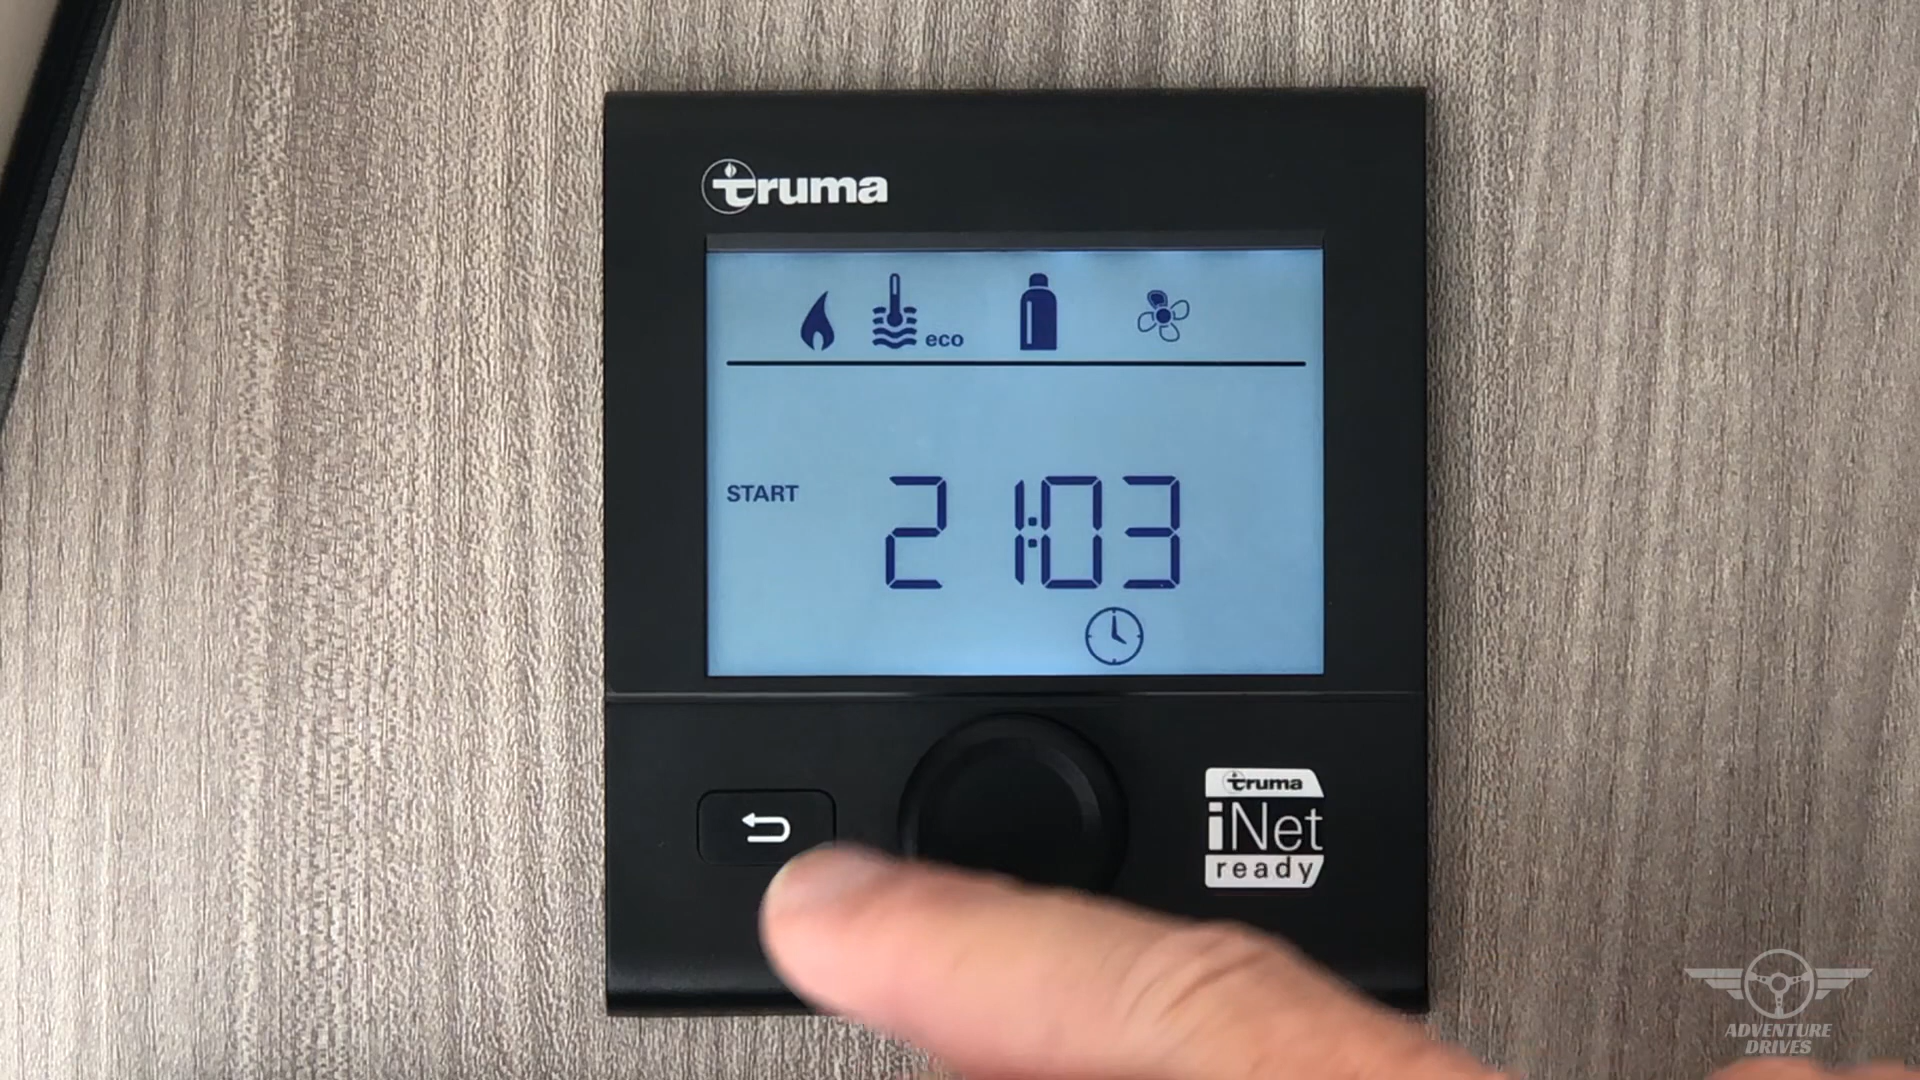 truma
eco
START
21:03
truma
iNet
ready
ADVENTURE
DRIVES